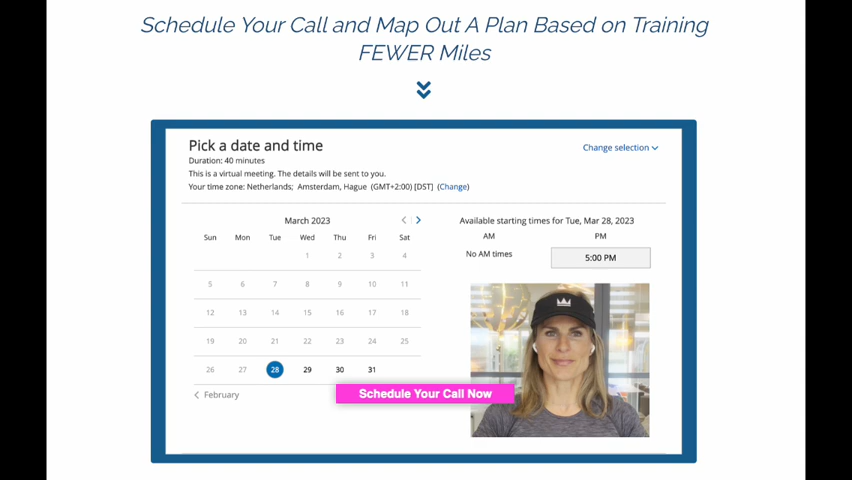 Schedule Your Call and Map Out A Plan Based on Training
FEWER Miles
Pick a date and time
Change selection
Duration: 40 minutes
This is a virtual meeting. The details will be sent to you.
Your time zone: Netherlands; Amsterdam, Hague (GMT+2:00) [DST] (Change)
March 2023
Sun Mon Tue Wed Thu Fri Sat
1 2 3 4
5 6 7 8 9 10 11
12 13 14 15 16 17 18
19 20 21 22 23 24 25
26 27 28 29 30 31
February
Available starting times for Tue, Mar 28, 2023
AM PM
No AM times 5:00 PM
Schedule Your Call Now